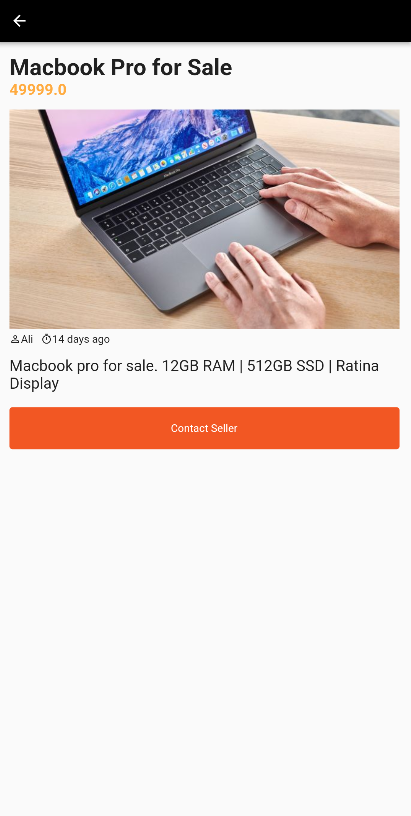 Macbook Pro for Sale
49999.0
Ali 14 days ago
Macbook pro for sale. 12GB RAM | 512GB SSD | Ratina
Display
Contact Seller